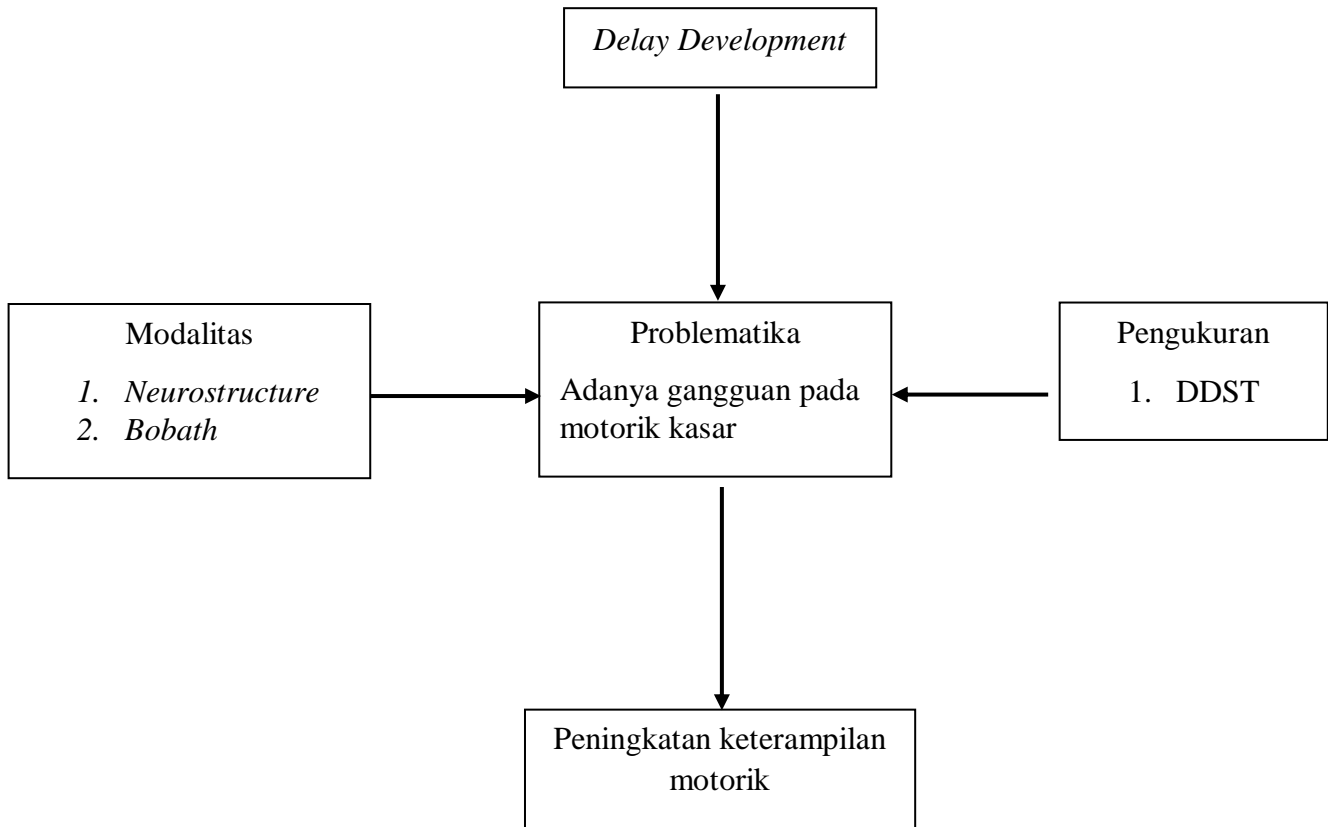 Delay Development
Modalitas
1. Neurostructure
2. Bobath
Problematika
Adanya gangguan pada
motorik kasar
Pengukuran
1. DDST
Peningkatan keterampilan
motorik